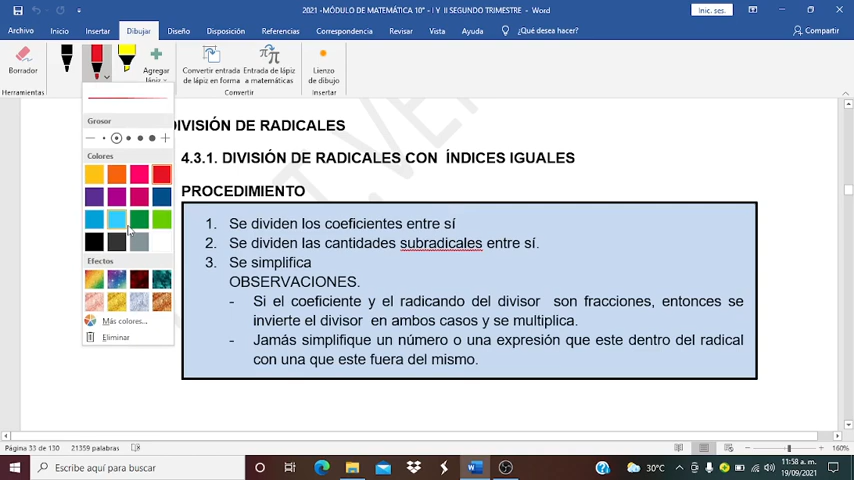 2021 -MÓDULO DE MATEMÁTICA 10° - I Y II SEGUNDO TRIMESTRE - Word
Inic. ses.
Archivo Inicio Insertar Dibujar Diseño Disposición Referencias Correspondencia Revisar Vista Ayuda ¿Qué desea hacer? Compartir
Borrador
Agregar
lápiz
Convertir entrada
de lápiz en forma
Entrada de lápiz
a matemáticas
Lienzo
de dibujo
Herramientas
Convertir
Insertar
Grosor
Colores
Efectos
Más colores...
Eliminar
DIVISIÓN DE RADICALES
4.3.1. DIVISIÓN DE RADICALES CON ÍNDICES IGUALES
PROCEDIMIENTO
1. Se dividen los coeficientes entre sí
2. Se dividen las cantidades subradicales entre sí.
3. Se simplifica
OBSERVACIONES.
- Si el coeficiente y el radicando del divisor son fracciones, entonces se
invierte el divisor en ambos casos y se multiplica.
- Jamás simplifique un número o una expresión que este dentro del radical
con una que este fuera del mismo.
Página 33 de 130 21359 palabras
160%
Escribe aquí para buscar
30°C
11:58 a. m.
19/09/2021